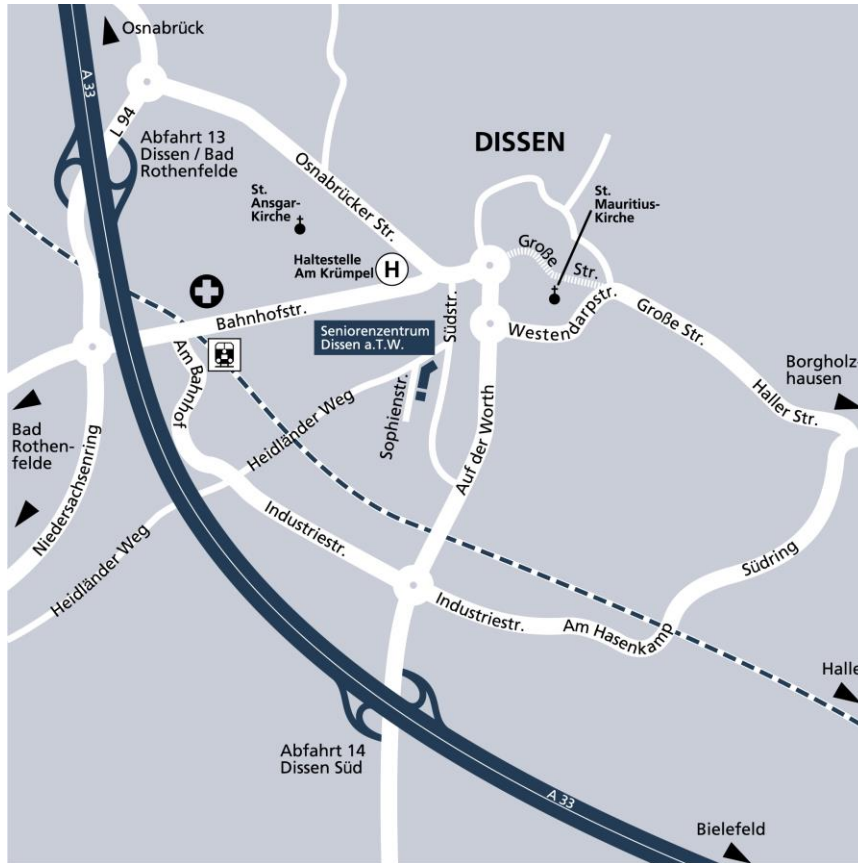 Osnabrück
A 33
L 94
Abfahrt 13
Dissen / Bad
Rothenfelde
DISSEN
Osnabrücker Str.
St.
Ansgar-
Kirche
St.
Mauritius-
Kirche
Große Str.
Haltestelle
Am Krümpel
H
Bahnhofstr.
Südstr.
Westendarpstr.
Große Str.
Seniorenzentrum
Dissen a.T.W.
Am Bahnhof
Borgholz-
hausen
Haller Str.
Bad
Rothen-
felde
Heidländer Weg
Sophienstr.
Auf der Worth
Niedersachsenring
Industriestr.
Heidländer Weg
Südring
Industriestr.
Am Hasenkamp
Halle
Abfahrt 14
Dissen Süd
A 33
Bielefeld